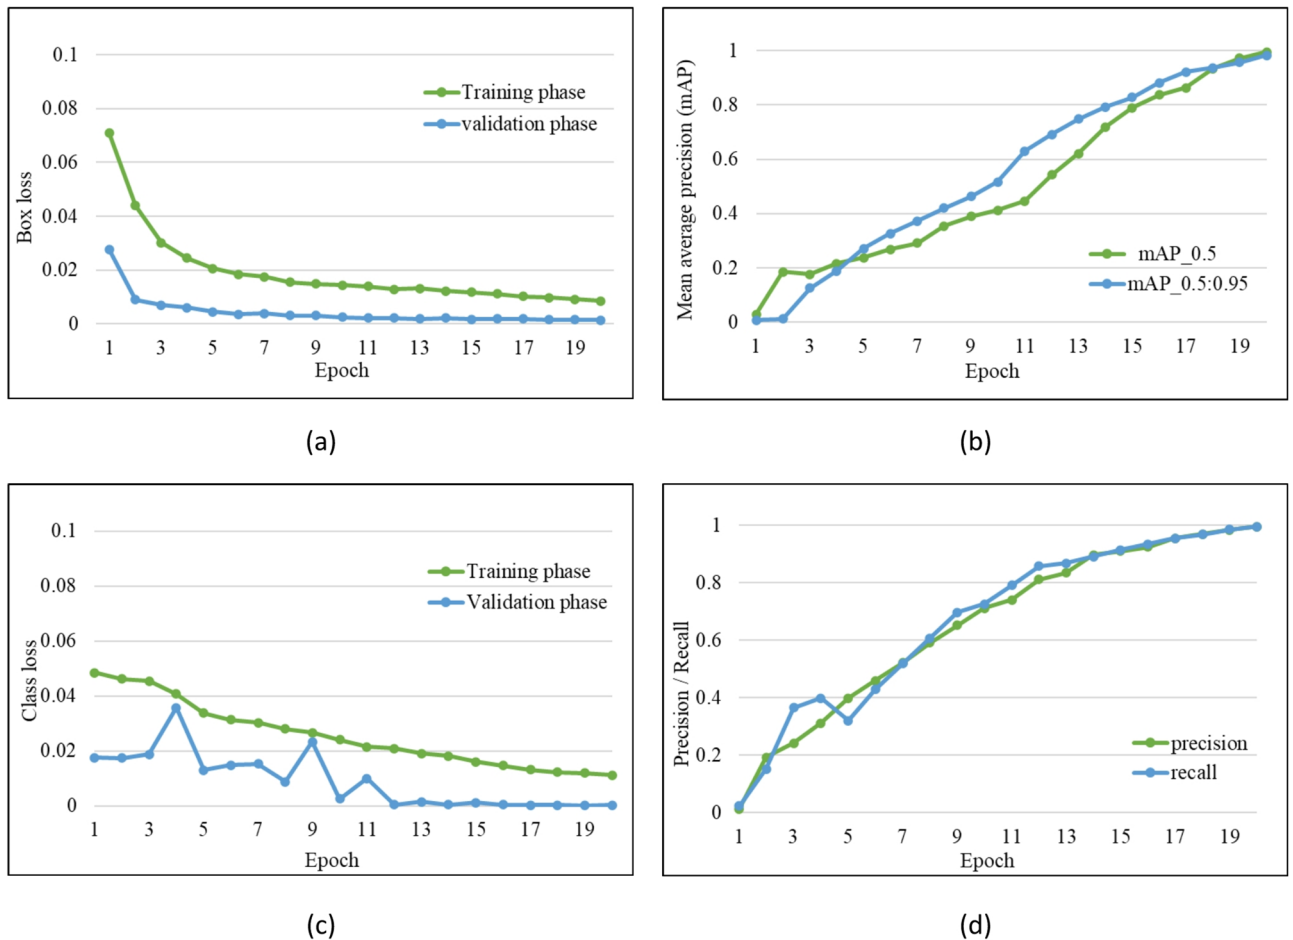 0.1
0.08
0.06
0.04
0.02
0
Box loss
Training phase
validation phase
1 3 5 7 9 11 13 15 17 19
Epoch
(a)
1
0.8
0.6
0.4
0.2
0
Mean average precision (mAP)
mAP_0.5
mAP_0.5:0.95
1 3 5 7 9 11 13 15 17 19
Epoch
(b)
0.1
0.08
0.06
0.04
0.02
0
Class loss
Training phase
Validation phase
1 3 5 7 9 11 13 15 17 19
Epoch
(c)
1
0.8
0.6
0.4
0.2
0
Precision / Recall
precision
recall
1 3 5 7 9 11 13 15 17 19
Epoch
(d)